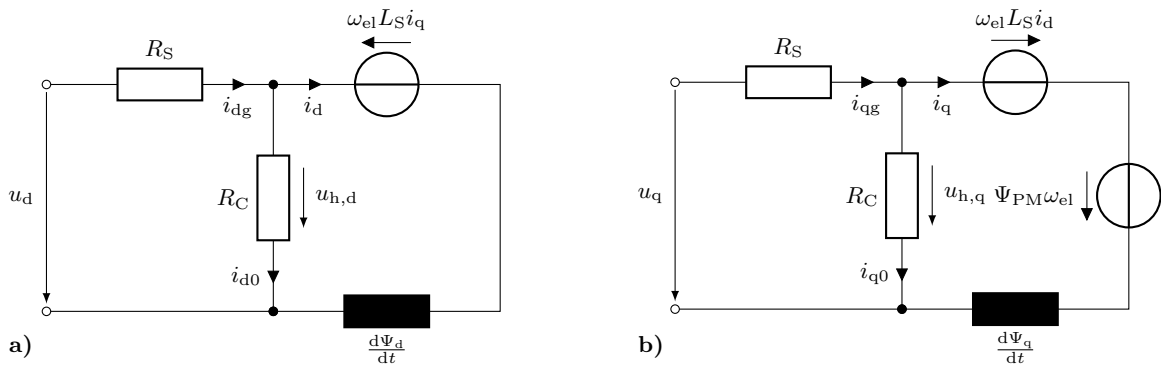 ω_el L_S i_q
R_S
i_dg
i_d
u_d
R_C
u_h,d
i_d0
dΨ_d/dt
a)
ω_el L_S i_d
R_S
i_qg
i_q
u_q
R_C
u_h,q
Ψ_PM ω_el
i_q0
dΨ_q/dt
b)